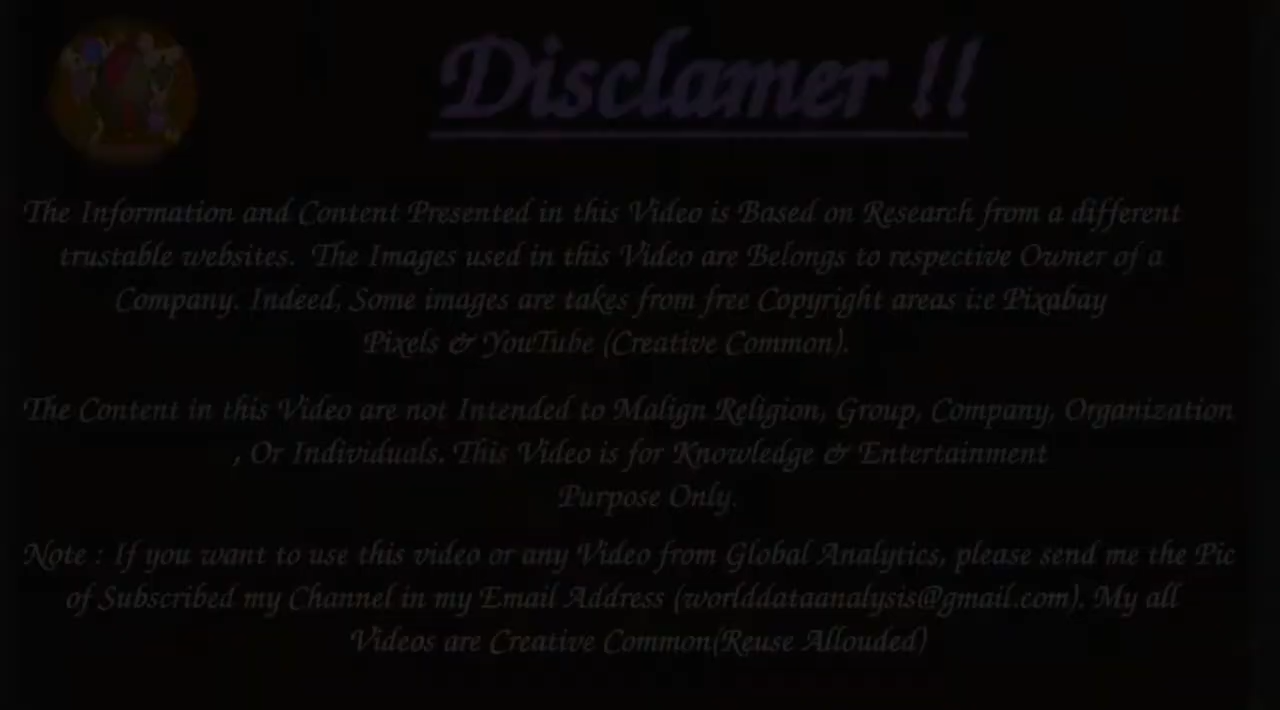 Disclamer !!
The Information and Content Presented in this Video is Based on Research from a different
trustable websites. The Images used in this Video are Belongs to respective Owner of a
Company. Indeed, Some images are takes from free Copyright areas i:e Pixabay
Pixels & YouTube (Creative Common).
The Content in this Video are not Intended to Malign Religion, Group, Company, Organization
, Or Individuals. This Video is for Knowledge & Entertainment
Purpose Only.
Note : If you want to use this video or any Video from Global Analytics, please send me the Pic
of Subscribed my Channel in my Email Address (worlddataanalysis@gmail.com). My all
Videos are Creative Common(Reuse Allouded)